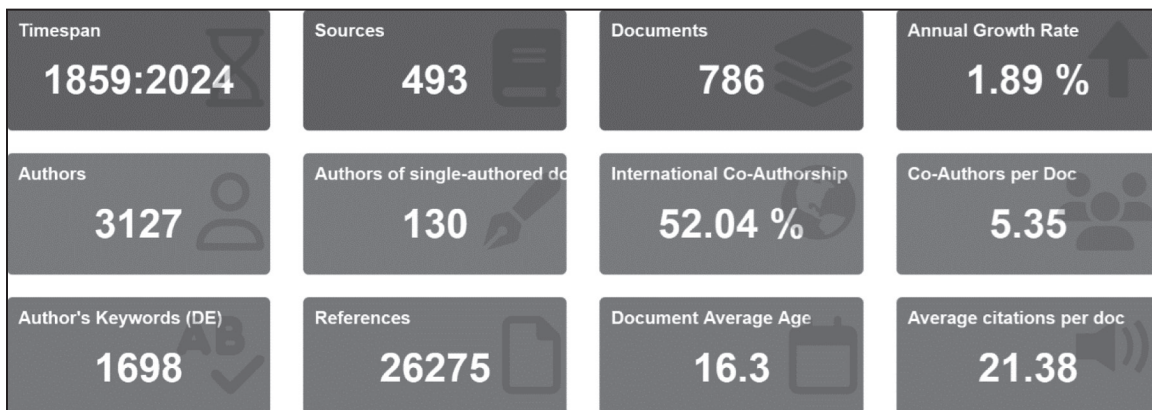 Timespan
1859:2024
Sources
493
Documents
786
Annual Growth Rate
1.89 %
Authors
3127
Authors of single-authored do
130
International Co-Authorship
52.04 %
Co-Authors per Doc
5.35
Author's Keywords (DE)
AB
1698
References
26275
Document Average Age
16.3
Average citations per doc
21.38